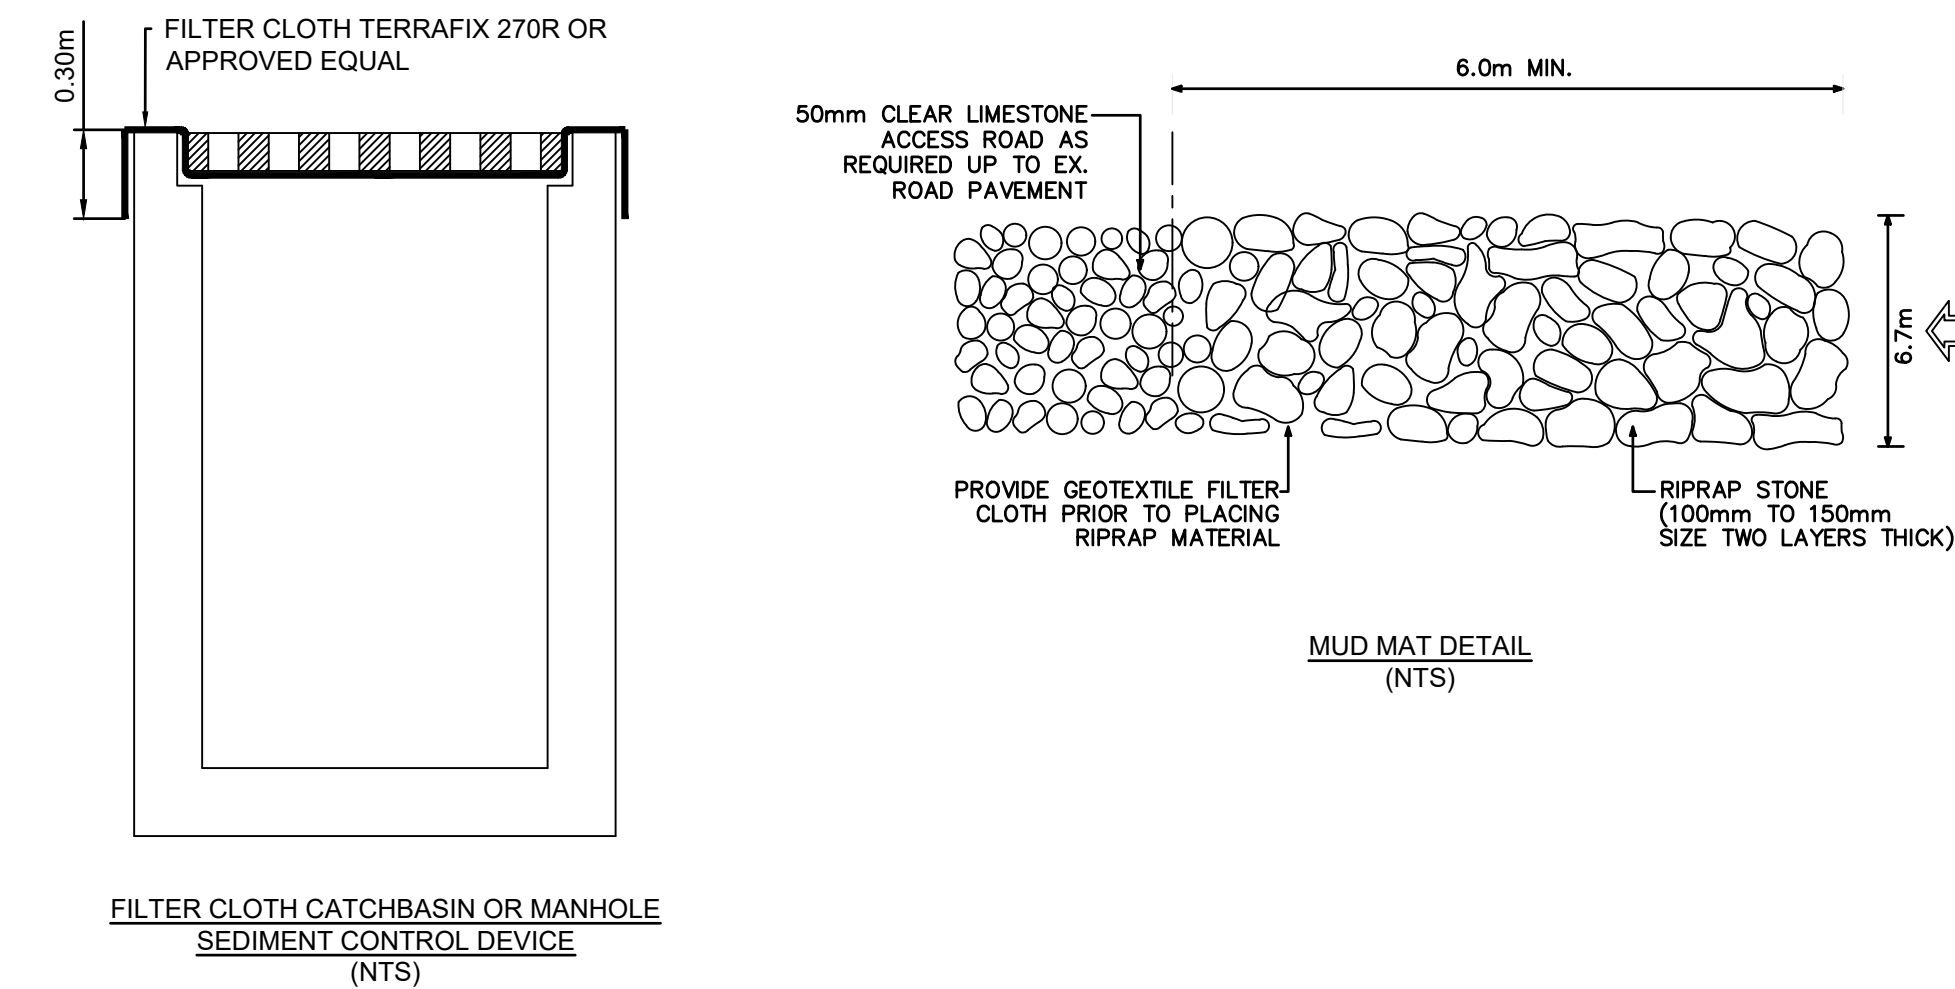 0.30m
FILTER CLOTH TERRAFIX 270R OR
APPROVED EQUAL
FILTER CLOTH CATCHBASIN OR MANHOLE
SEDIMENT CONTROL DEVICE
(NTS)
6.0m MIN.
50mm CLEAR LIMESTONE
ACCESS ROAD AS
REQUIRED UP TO EX.
ROAD PAVEMENT
6.7m
PROVIDE GEOTEXTILE FILTER
CLOTH PRIOR TO PLACING
RIPRAP MATERIAL
RIPRAP STONE
(100mm TO 150mm
SIZE TWO LAYERS THICK)
MUD MAT DETAIL
(NTS)